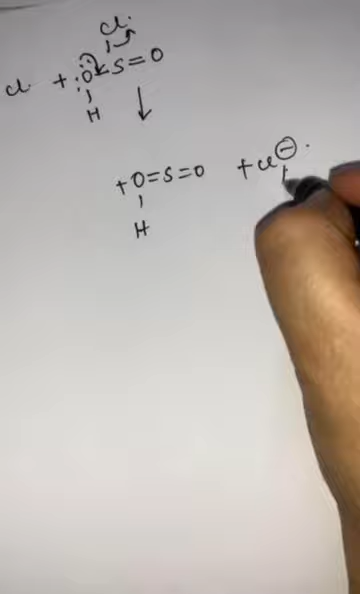 Cl
Cl + :O-S=O
H
+O=S=O + Cl⊖
H